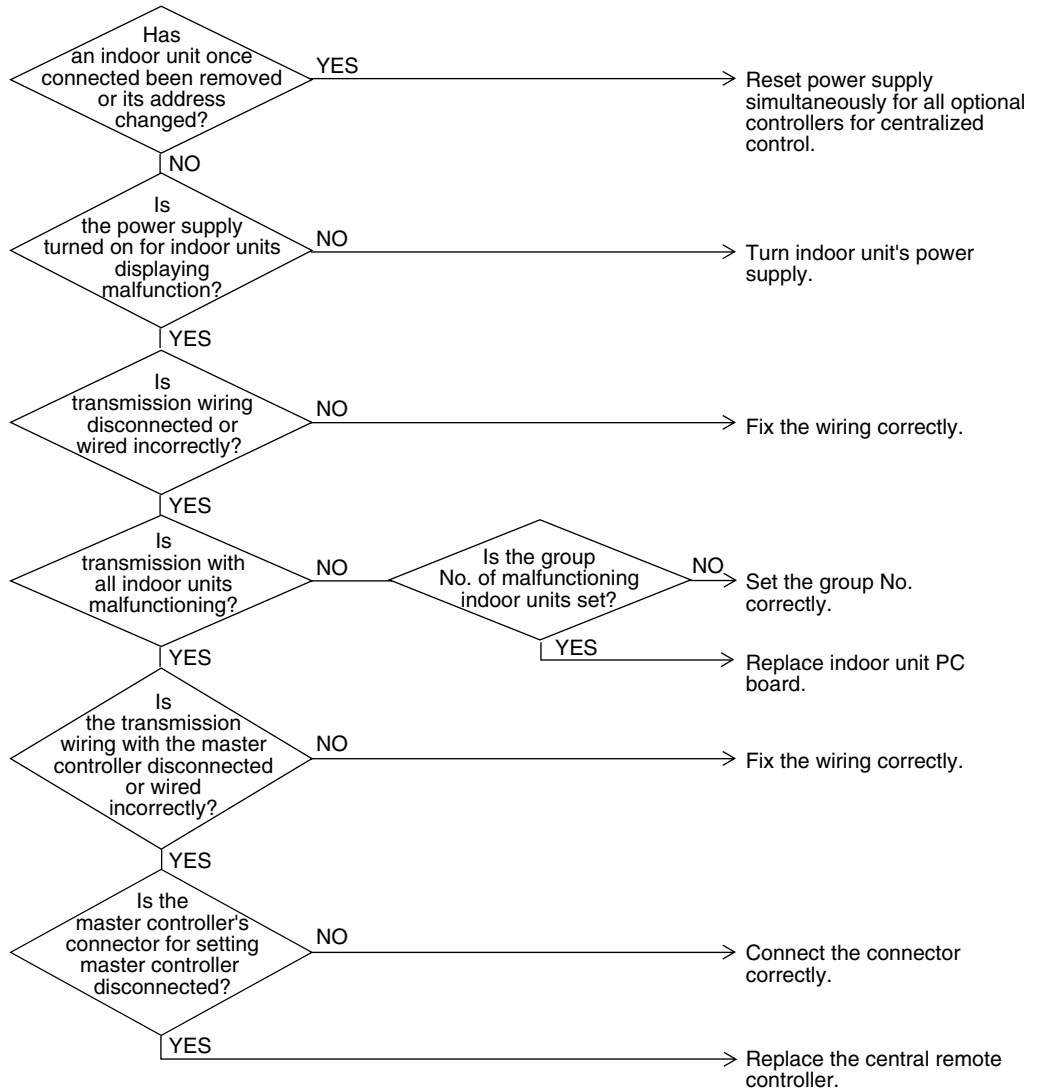 Has
an indoor unit once
connected been removed
or its address
changed?
YES
Reset power supply
simultaneously for all optional
controllers for centralized
control.
NO
Is
the power supply
turned on for indoor units
displaying
malfunction?
NO
Turn indoor unit's power
supply.
YES
Is
transmission wiring
disconnected or
wired incorrectly?
NO
Fix the wiring correctly.
YES
Is
transmission with
all indoor units
malfunctioning?
NO
Is the group
No. of malfunctioning
indoor units set?
NO
Set the group No.
correctly.
YES
Replace indoor unit PC
board.
YES
Is
the transmission
wiring with the master
controller disconnected
or wired
incorrectly?
NO
Fix the wiring correctly.
YES
Is the
master controller's
connector for setting
master controller
disconnected?
NO
Connect the connector
correctly.
YES
Replace the central remote
controller.